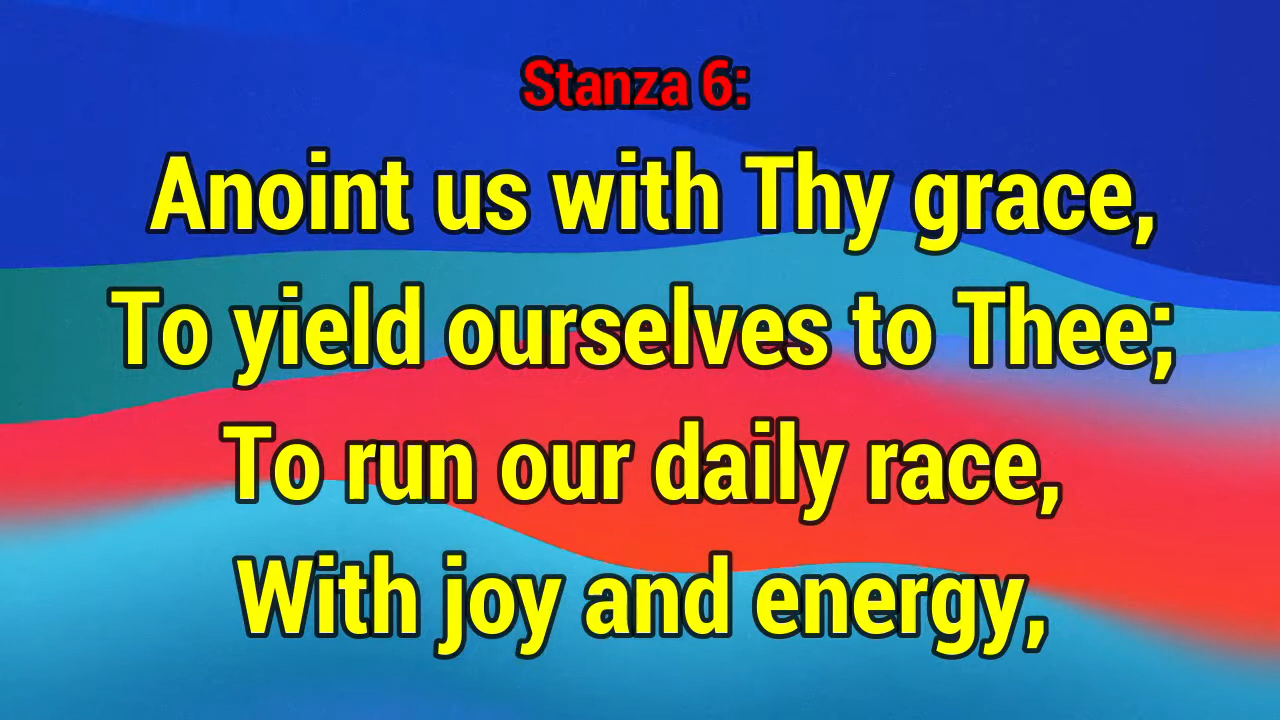 Stanza 6:
Anoint us with Thy grace,
To yield ourselves to Thee;
To run our daily race,
With joy and energy,